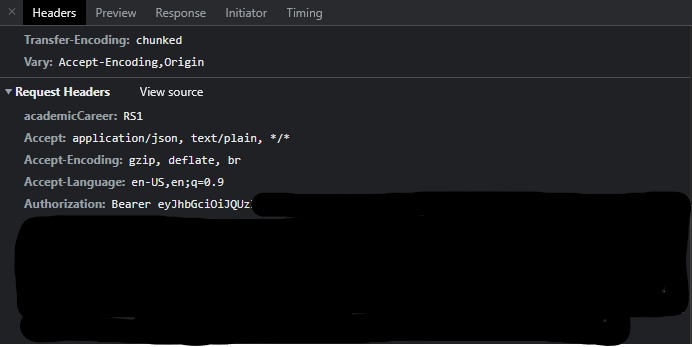 × Headers Preview Response Initiator Timing
Transfer-Encoding: chunked
Vary: Accept-Encoding,Origin
Request Headers View source
academicCareer: RS1
Accept: application/json, text/plain, */*
Accept-Encoding: gzip, deflate, br
Accept-Language: en-US,en;q=0.9
Authorization: Bearer eyJhbGciOiJQUz